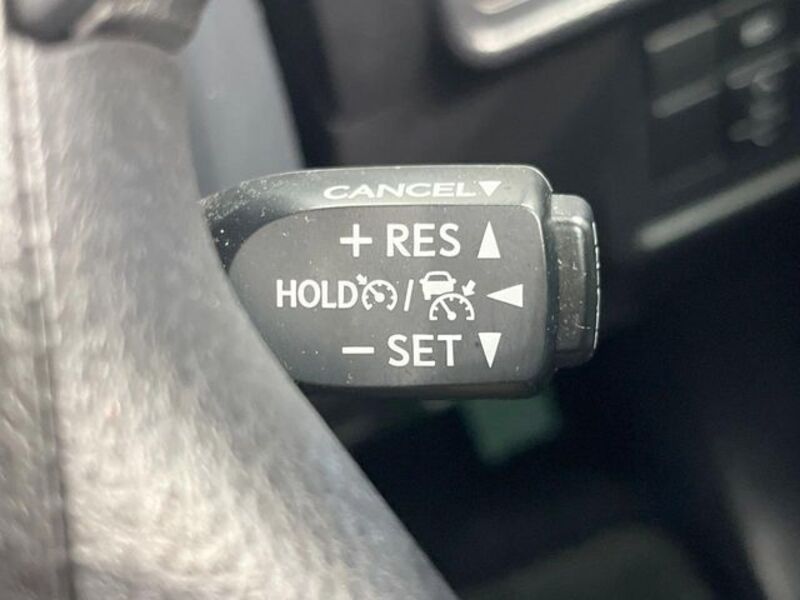 CANCEL▼
+ RES ▲
HOLD / ◀
− SET ▼